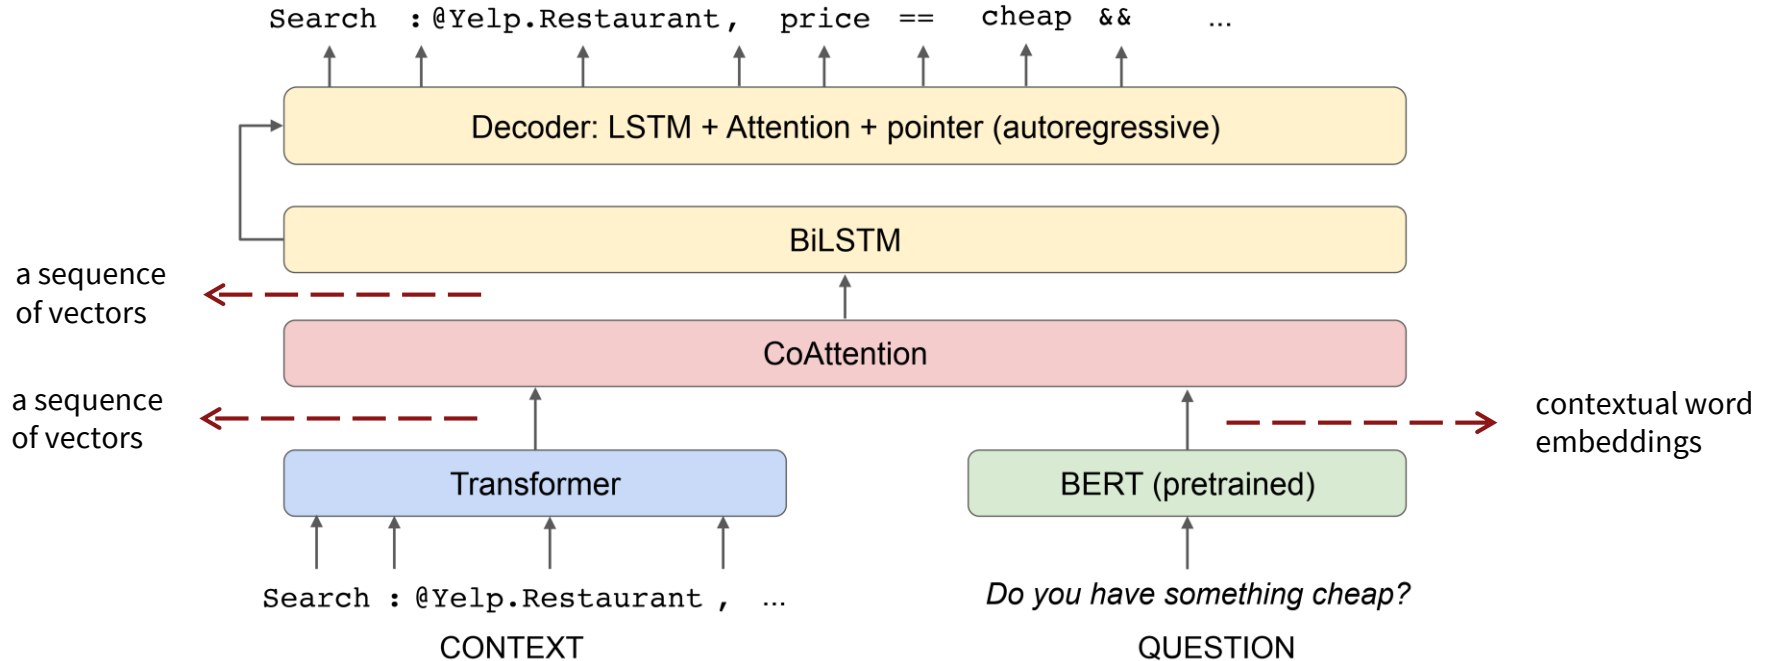 Search : @Yelp.Restaurant, price == cheap && ...
Decoder: LSTM + Attention + pointer (autoregressive)
BiLSTM
a sequence
of vectors
CoAttention
a sequence
of vectors
contextual word
embeddings
Transformer
BERT (pretrained)
Search : @Yelp.Restaurant , ...
Do you have something cheap?
CONTEXT
QUESTION